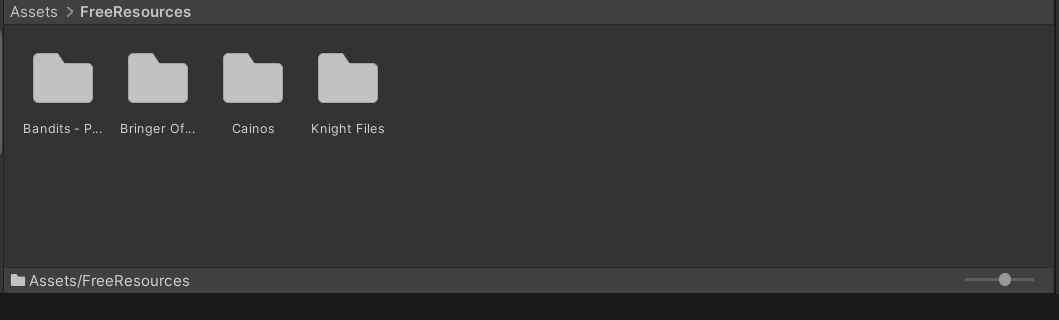 Assets > FreeResources
Bandits - P... Bringer Of... Cainos Knight Files
Assets/FreeResources